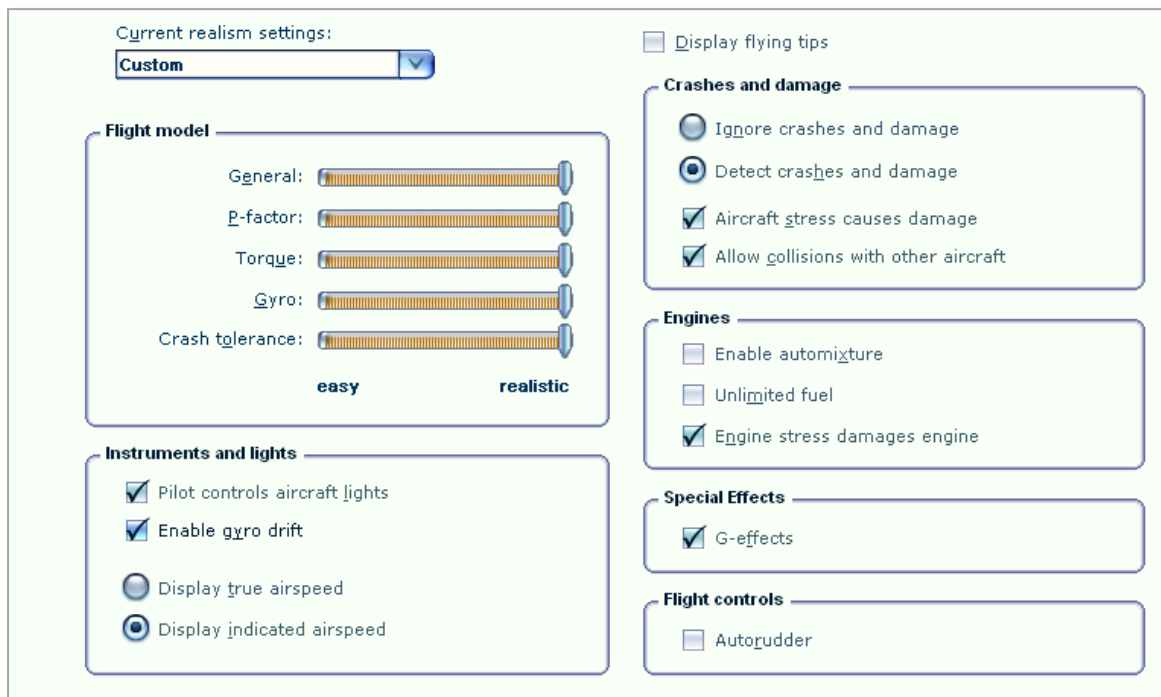 Current realism settings:
Custom
Flight model
General:
P-factor:
Torque:
Gyro:
Crash tolerance:
easy realistic
Instruments and lights
Pilot controls aircraft lights
Enable gyro drift
Display true airspeed
Display indicated airspeed
Display flying tips
Crashes and damage
Ignore crashes and damage
Detect crashes and damage
Aircraft stress causes damage
Allow collisions with other aircraft
Engines
Enable automixture
Unlimited fuel
Engine stress damages engine
Special Effects
G-effects
Flight controls
Autorudder